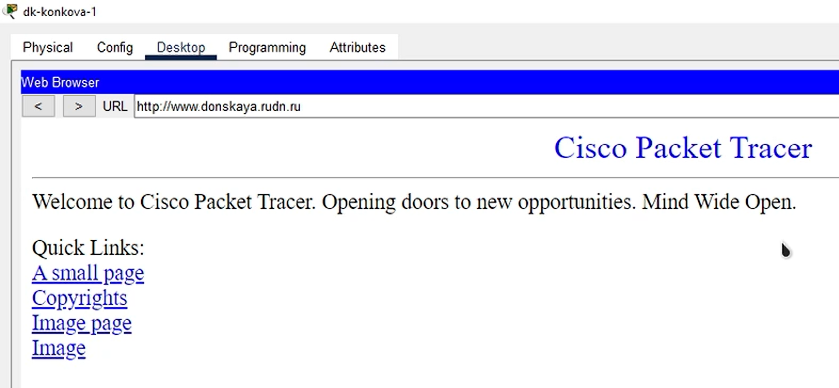 dk-konkova-1
Physical Config Desktop Programming Attributes
Web Browser
< > URL http://www.donskaya.rudn.ru
Cisco Packet Tracer
Welcome to Cisco Packet Tracer. Opening doors to new opportunities. Mind Wide Open.
Quick Links:
A small page
Copyrights
Image page
Image